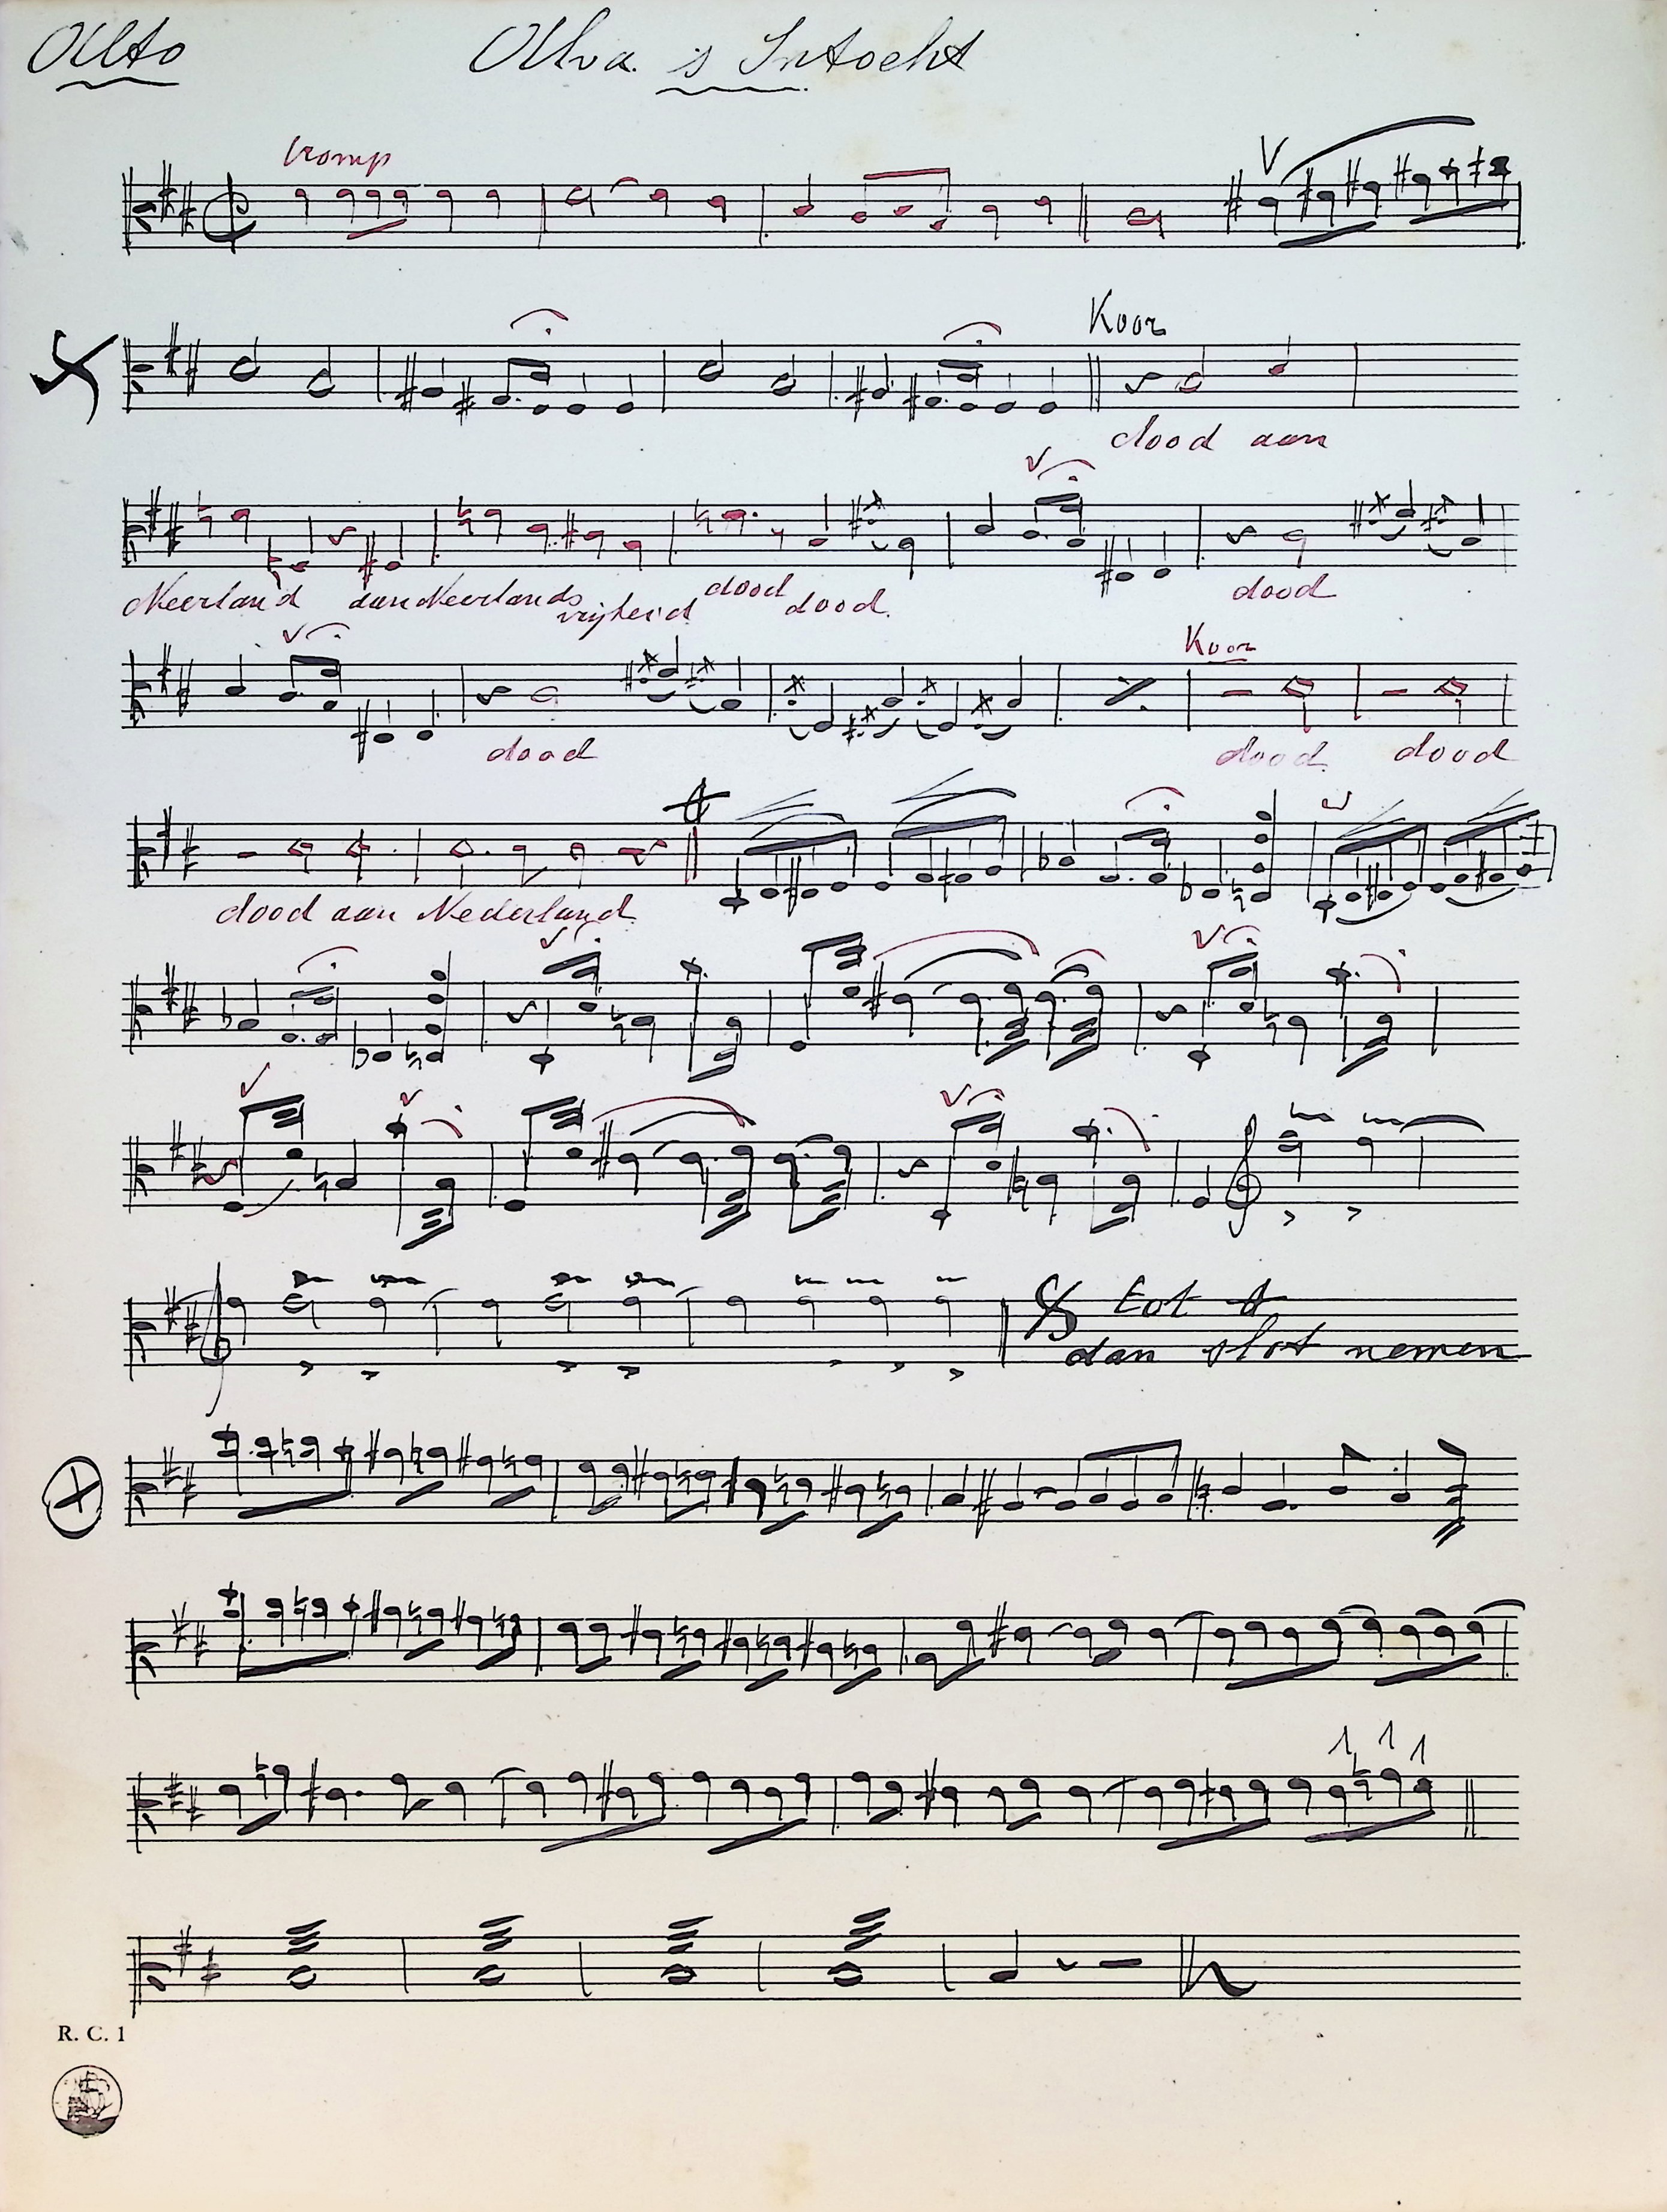 Alto Alva's Intocht
tromp
Koor
dood aan
Neerland aan Neerlands vrijheid dood dood. dood
Koor
dood dood dood
dood aan Nederland
Tot
dan slot nemen
R. C. 1